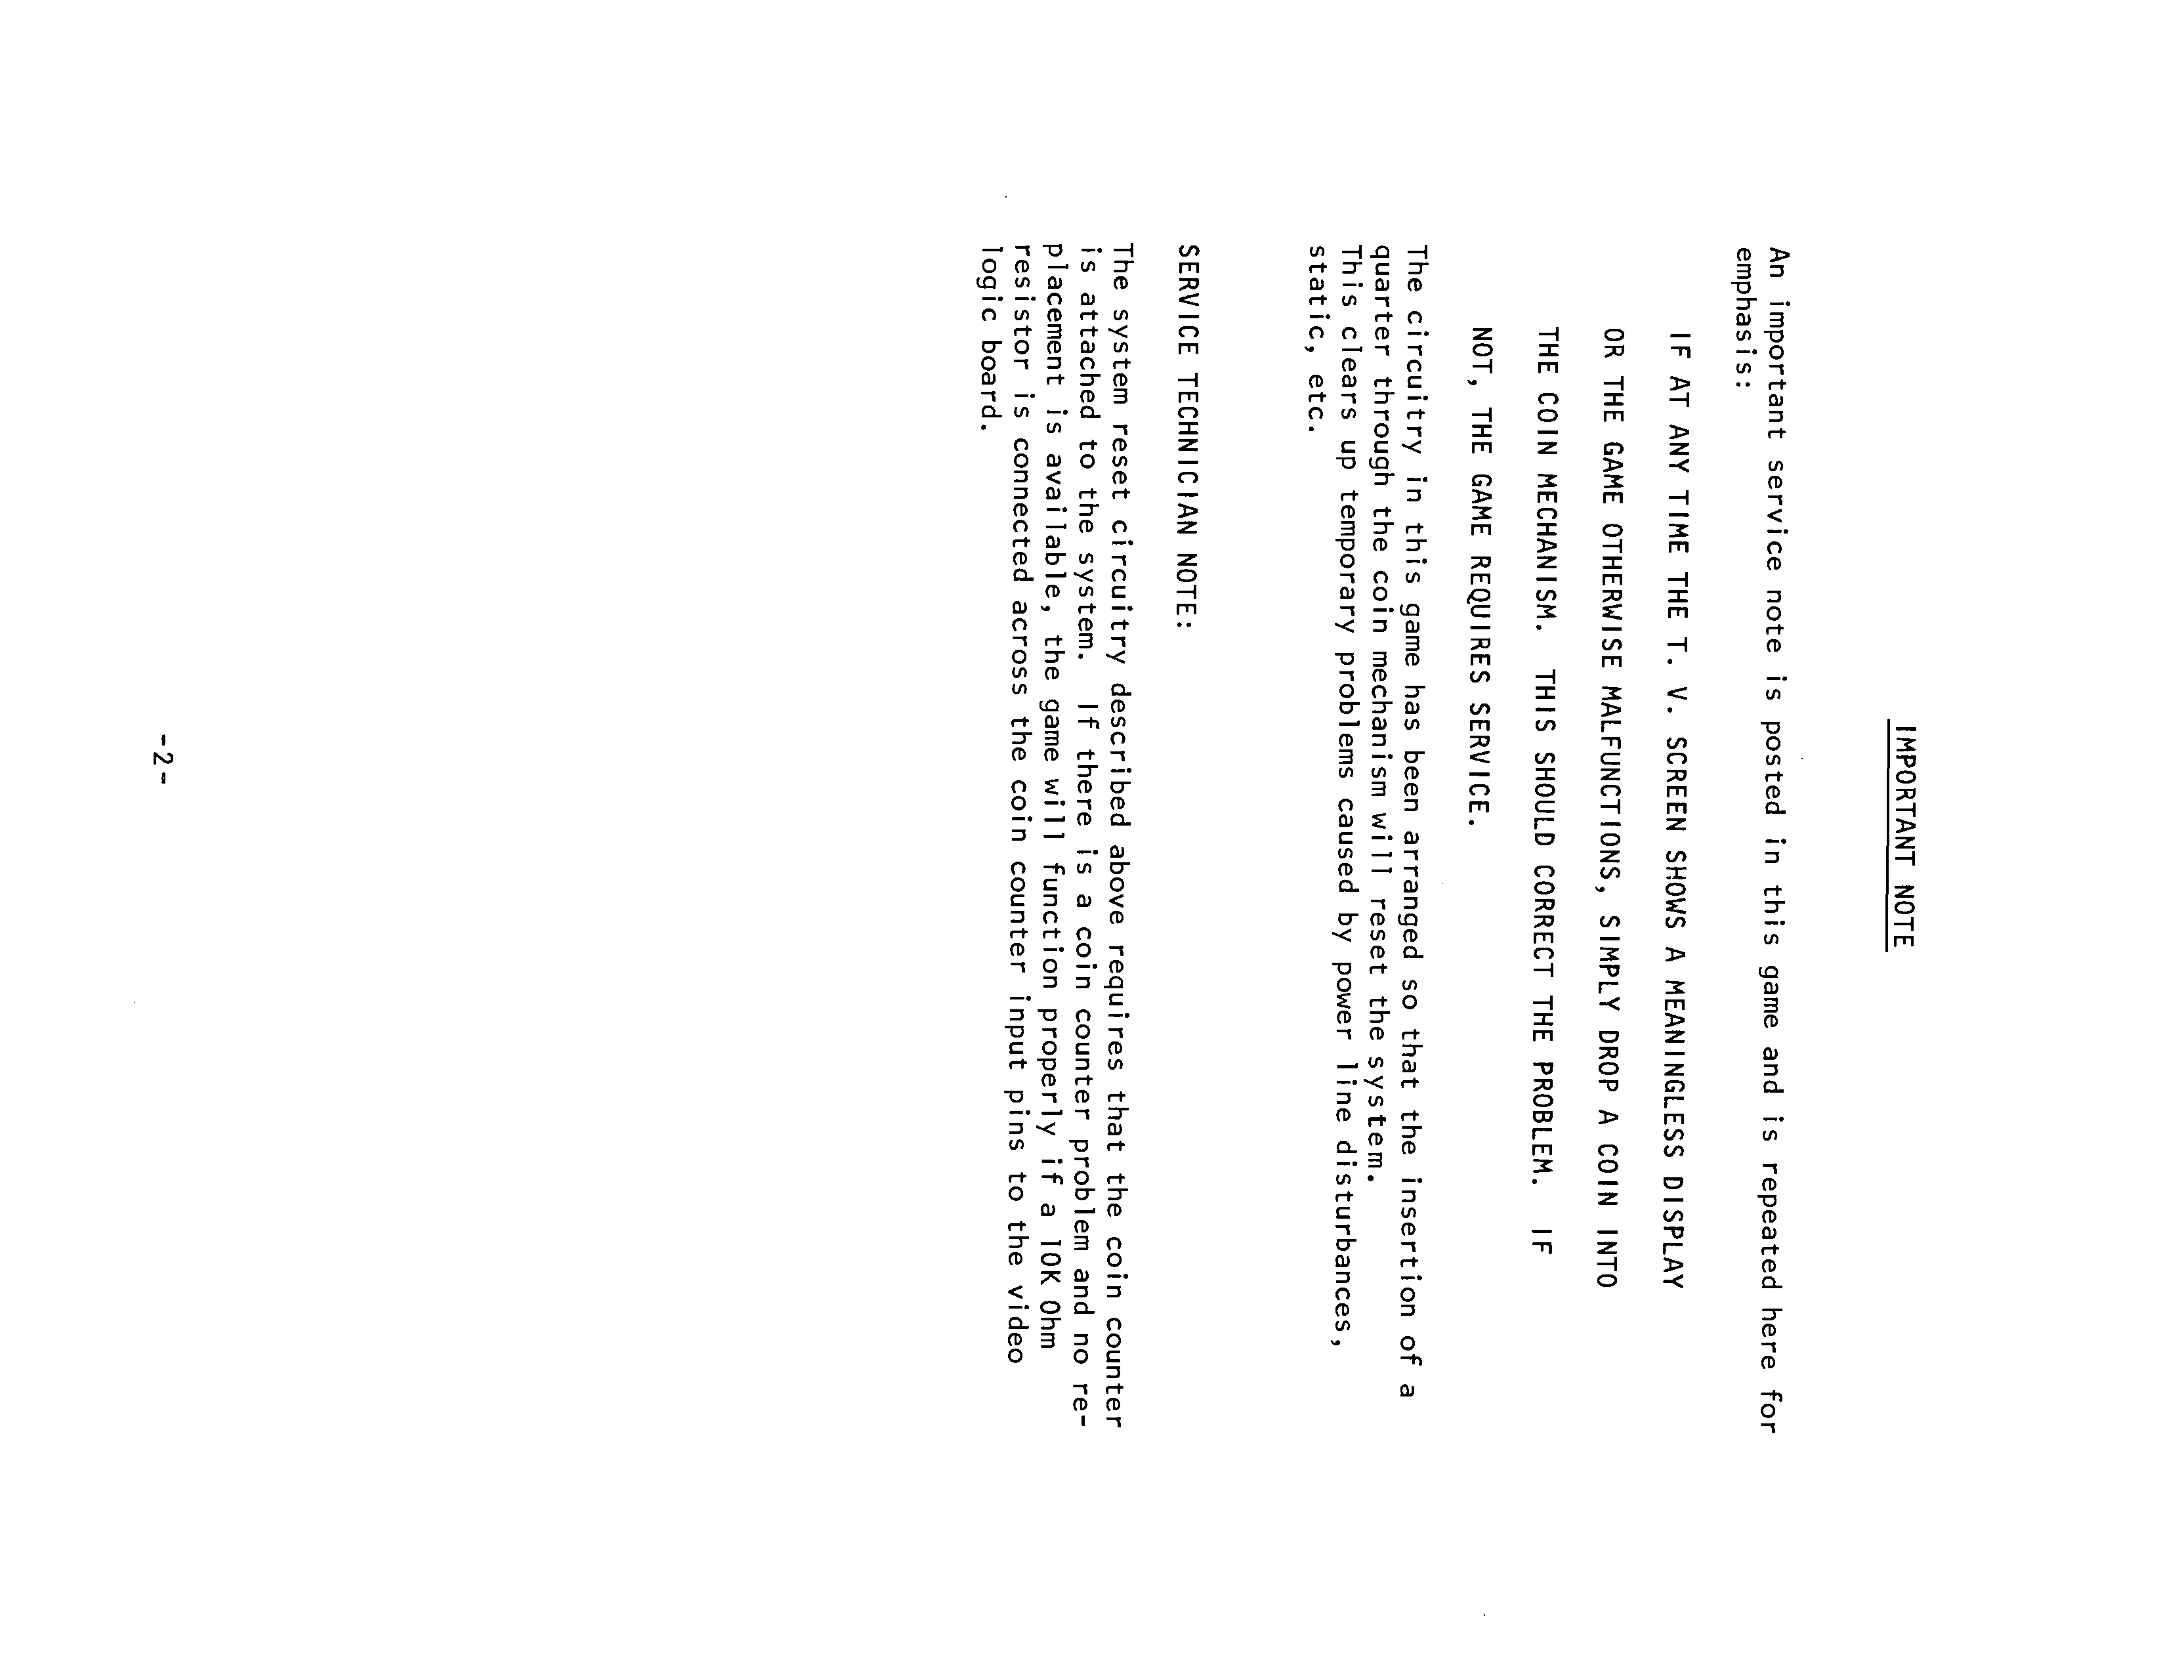 IMPORTANT NOTE
An important service note is posted in this game and is repeated here for
emphasis:
IF AT ANY TIME THE T. V. SCREEN SHOWS A MEANINGLESS DISPLAY
OR THE GAME OTHERWISE MALFUNCTIONS, SIMPLY DROP A COIN INTO
THE COIN MECHANISM. THIS SHOULD CORRECT THE PROBLEM. IF
NOT, THE GAME REQUIRES SERVICE.
The circuitry in this game has been arranged so that the insertion of a
quarter through the coin mechanism will reset the system.
This clears up temporary problems caused by power line disturbances,
static, etc.
SERVICE TECHNICIAN NOTE:
The system reset circuitry described above requires that the coin counter
is attached to the system. If there is a coin counter problem and no re-
placement is available, the game will function properly if a 10K Ohm
resistor is connected across the coin counter input pins to the video
logic board.
-2-